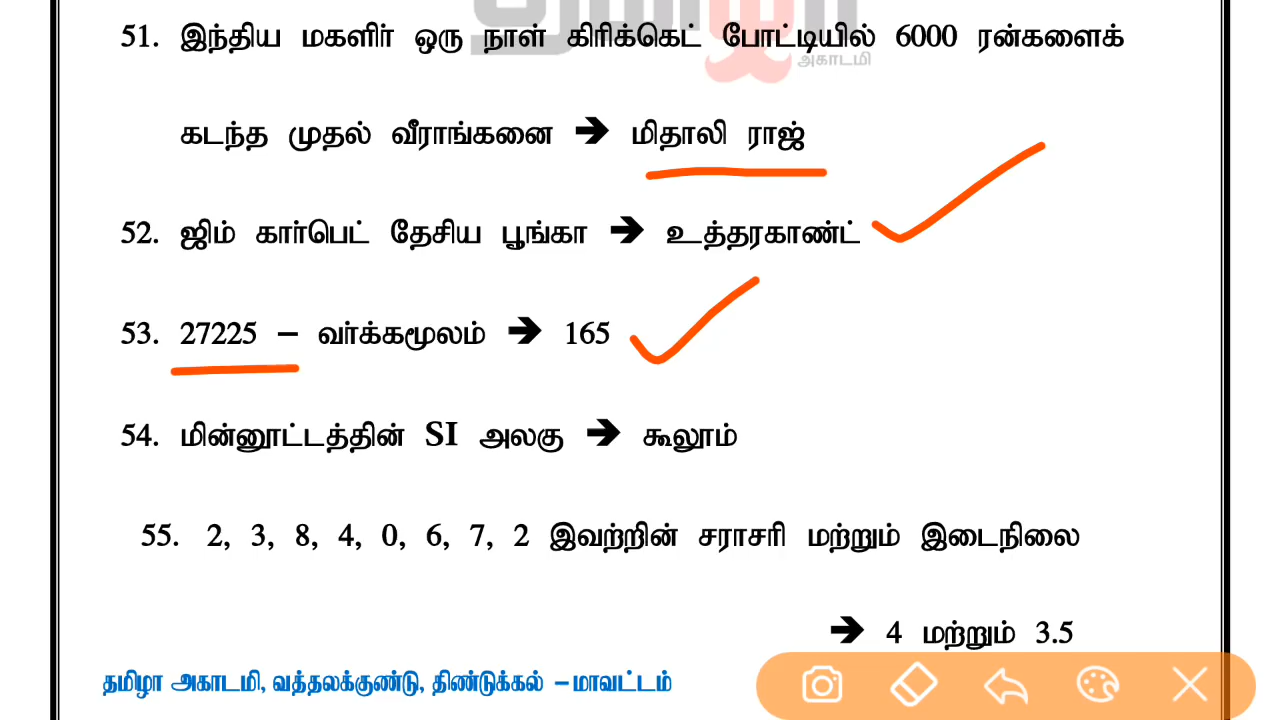 அகாடமி
51. இந்திய மகளிர் ஒரு நாள் கிரிக்கெட் போட்டியில் 6000 ரன்களைக்
கடந்த முதல் வீராங்கனை ➔ மிதாலி ராஜ்
52. ஜிம் கார்பெட் தேசிய பூங்கா ➔ உத்தரகாண்ட்
53. 27225 – வர்க்கமூலம் ➔ 165
54. மின்னூட்டத்தின் SI அலகு ➔ கூலூம்
55. 2, 3, 8, 4, 0, 6, 7, 2 இவற்றின் சராசரி மற்றும் இடைநிலை
➔ 4 மற்றும் 3.5
தமிழா அகாடமி, வத்தலக்குண்டு, திண்டுக்கல் – மாவட்டம்